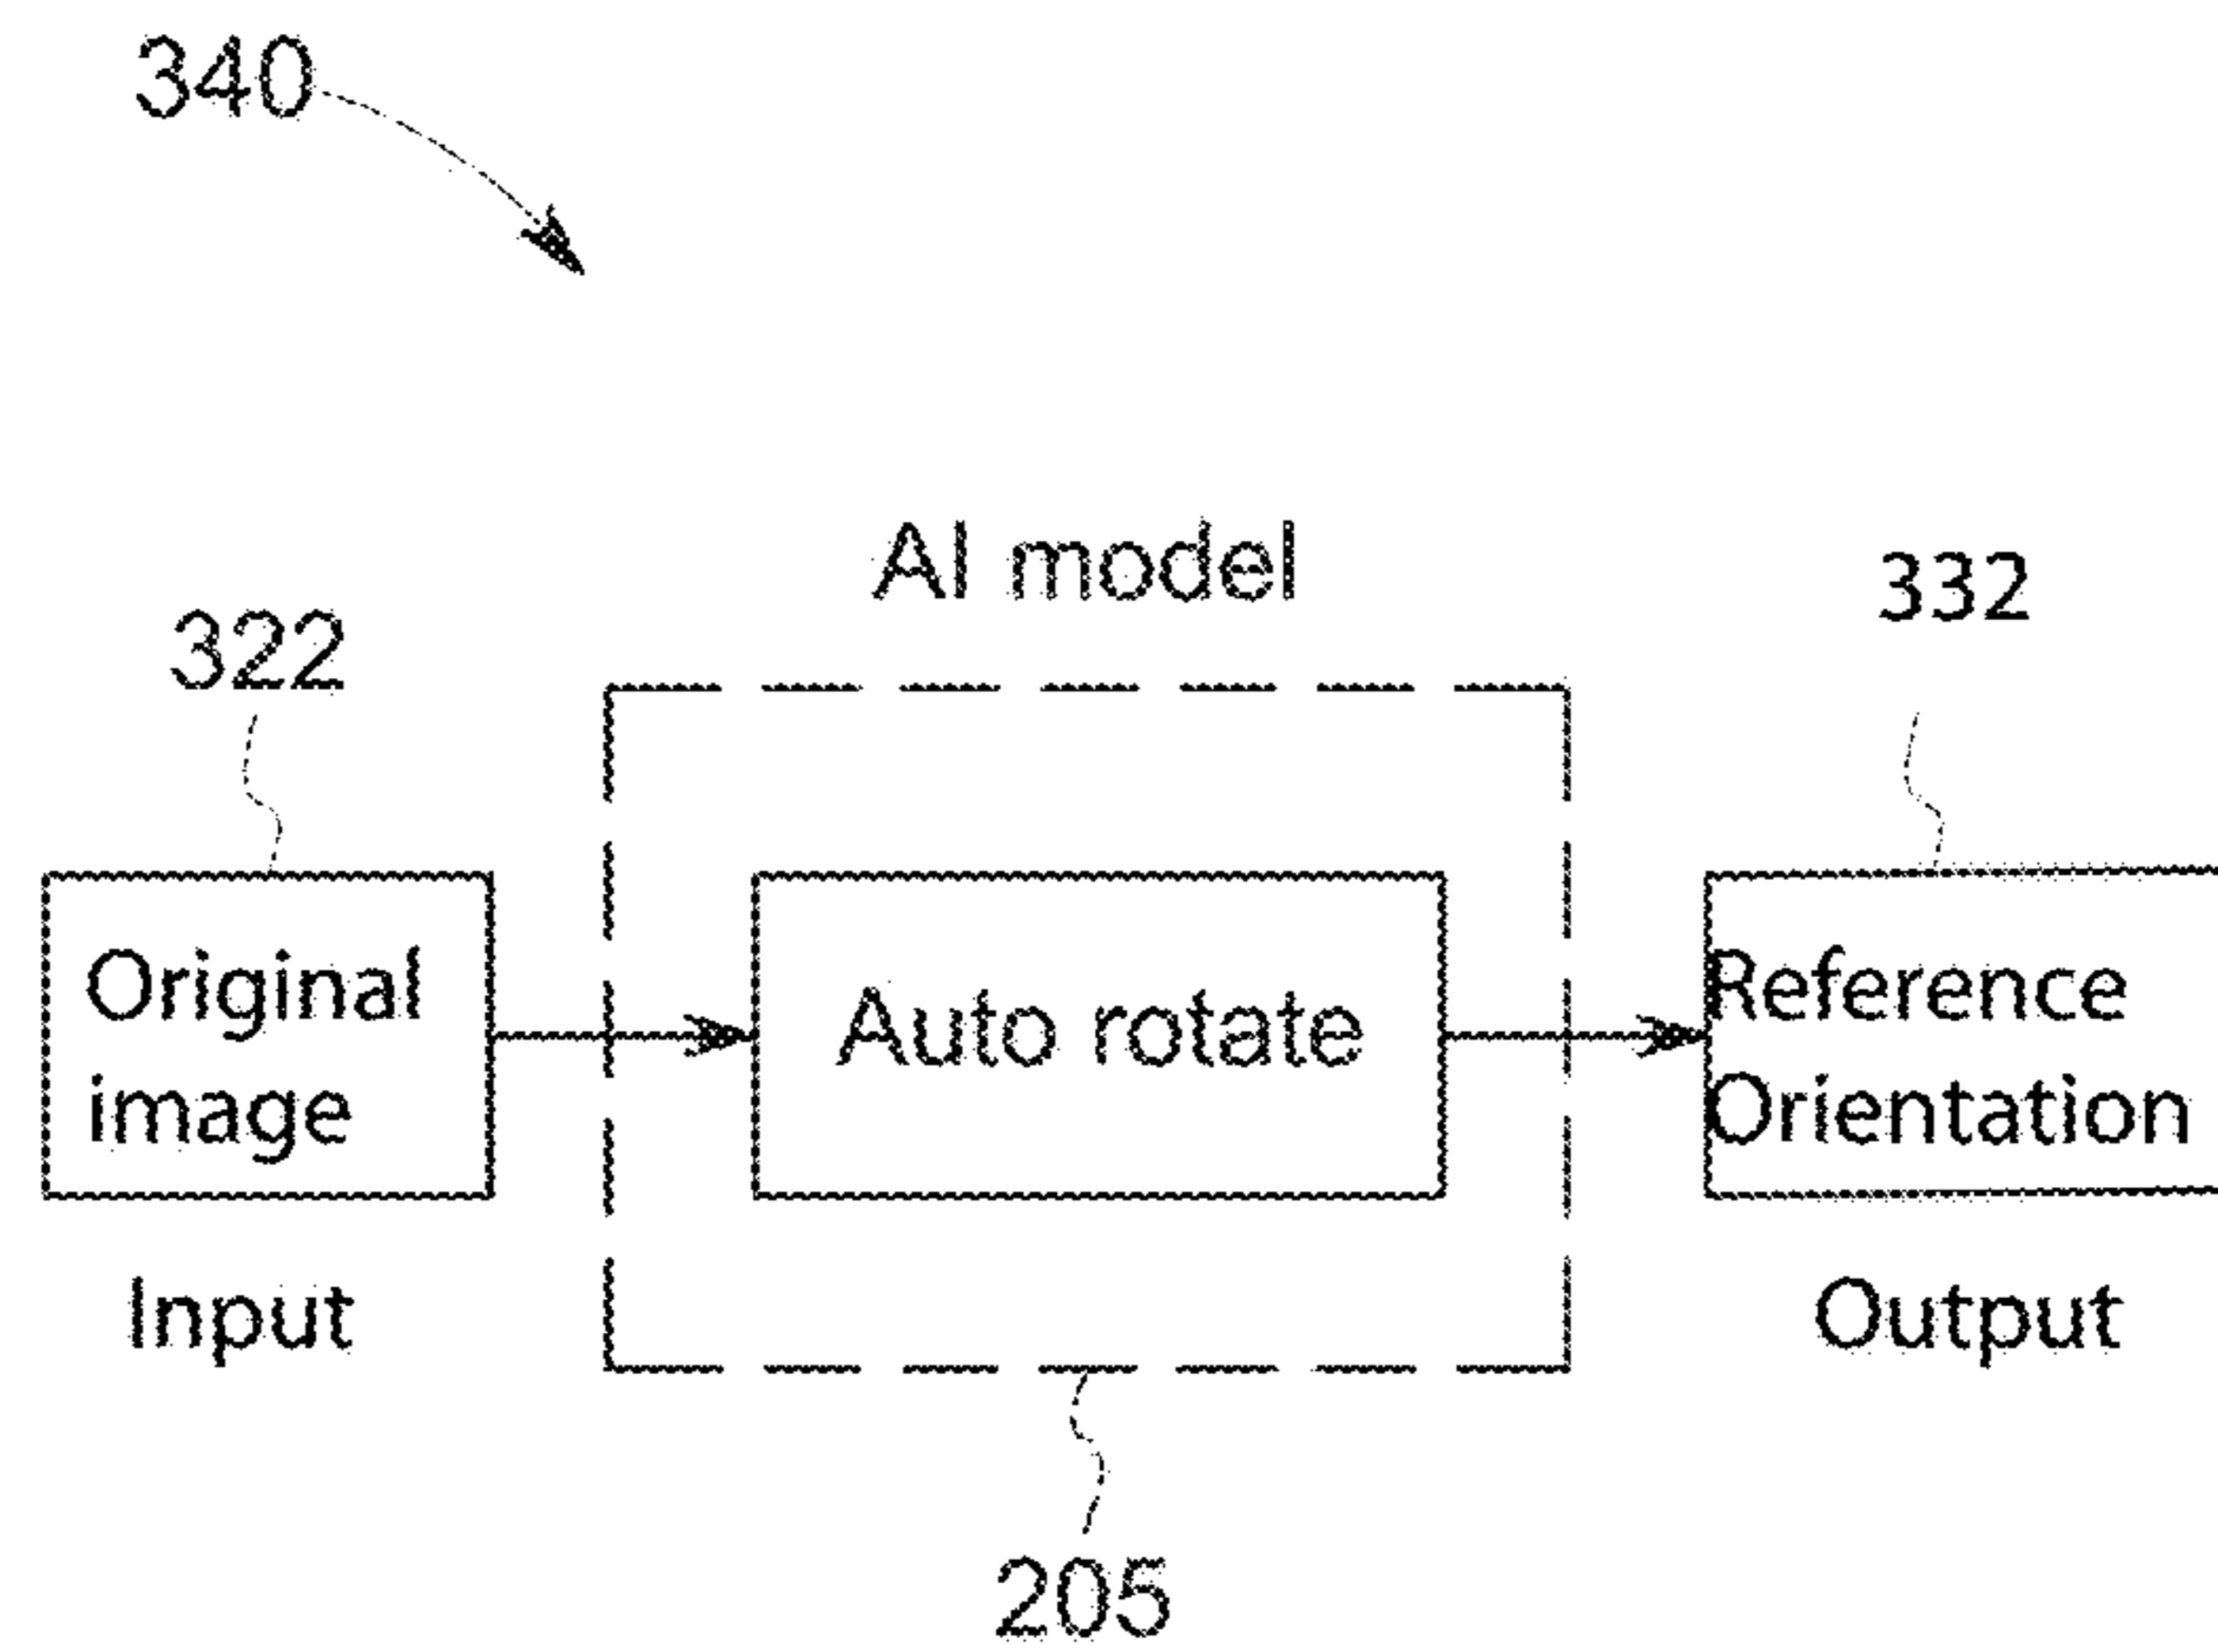 340
AI model
322
332
Original
image
Auto rotate
Reference
Orientation
Input
Output
205